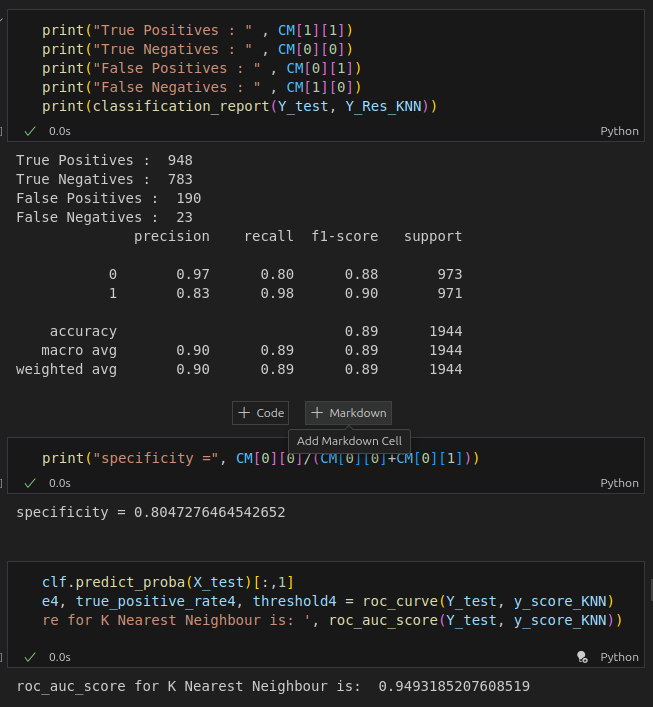 print("True Positives : " , CM[1][1])
print("True Negatives : " , CM[0][0])
print("False Positives : " , CM[0][1])
print("False Negatives : " , CM[1][0])
print(classification_report(Y_test, Y_Res_KNN))
0.0s Python
True Positives :  948
True Negatives :  783
False Positives :  190
False Negatives :  23
precision recall f1-score support
0 0.97 0.80 0.88 973
1 0.83 0.98 0.90 971
accuracy 0.89 1944
macro avg 0.90 0.89 0.89 1944
weighted avg 0.90 0.89 0.89 1944
+ Code + Markdown
Add Markdown Cell
print("specificity =", CM[0][0]/(CM[0][0]+CM[0][1]))
0.0s Python
specificity = 0.8047276464542652
clf.predict_proba(X_test)[:,1]
e4, true_positive_rate4, threshold4 = roc_curve(Y_test, y_score_KNN)
re for K Nearest Neighbour is: ', roc_auc_score(Y_test, y_score_KNN))
0.0s Python
roc_auc_score for K Nearest Neighbour is:  0.9493185207608519